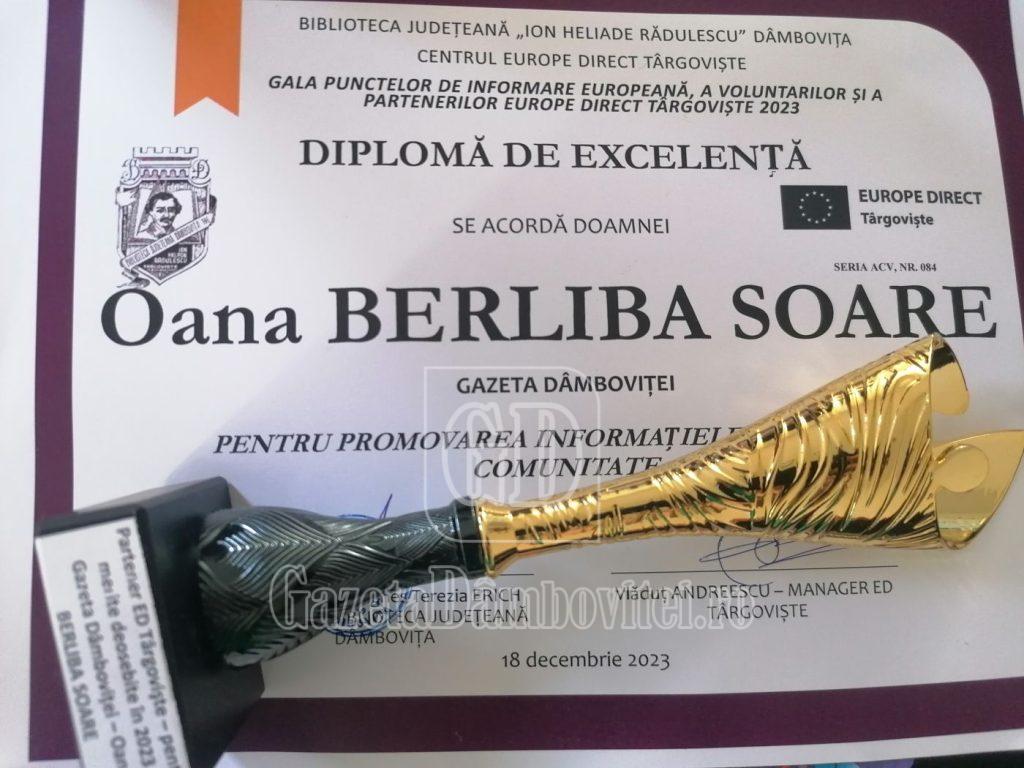 BIBLIOTECA JUDEȚEANĂ „ION HELIADE RĂDULESCU” DÂMBOVIȚA
CENTRUL EUROPE DIRECT TÂRGOVIȘTE
GALA PUNCTELOR DE INFORMARE EUROPEANĂ, A VOLUNTARILOR ȘI A
PARTENERILOR EUROPE DIRECT TÂRGOVIȘTE 2023
DIPLOMĂ DE EXCELENȚĂ
EUROPE DIRECT
Târgoviște
SE ACORDĂ DOAMNEI
SERIA ACV, NR. 084
Oana BERLIBA SOARE
GAZETA DÂMBOVIȚEI
PENTRU PROMOVAREA
COMUNITATE
GD
GazetaDâmboviței.ro
Terezia ERICH
JUDEȚEANĂ
DÂMBOVIȚA
Vlăduț ANDREESCU – MANAGER ED
TÂRGOVIȘTE
18 decembrie 2023
Partener ED Târgoviște –
merite deosebite în 2023
Gazeta Dâmboviței –
BERLIBA SOARE